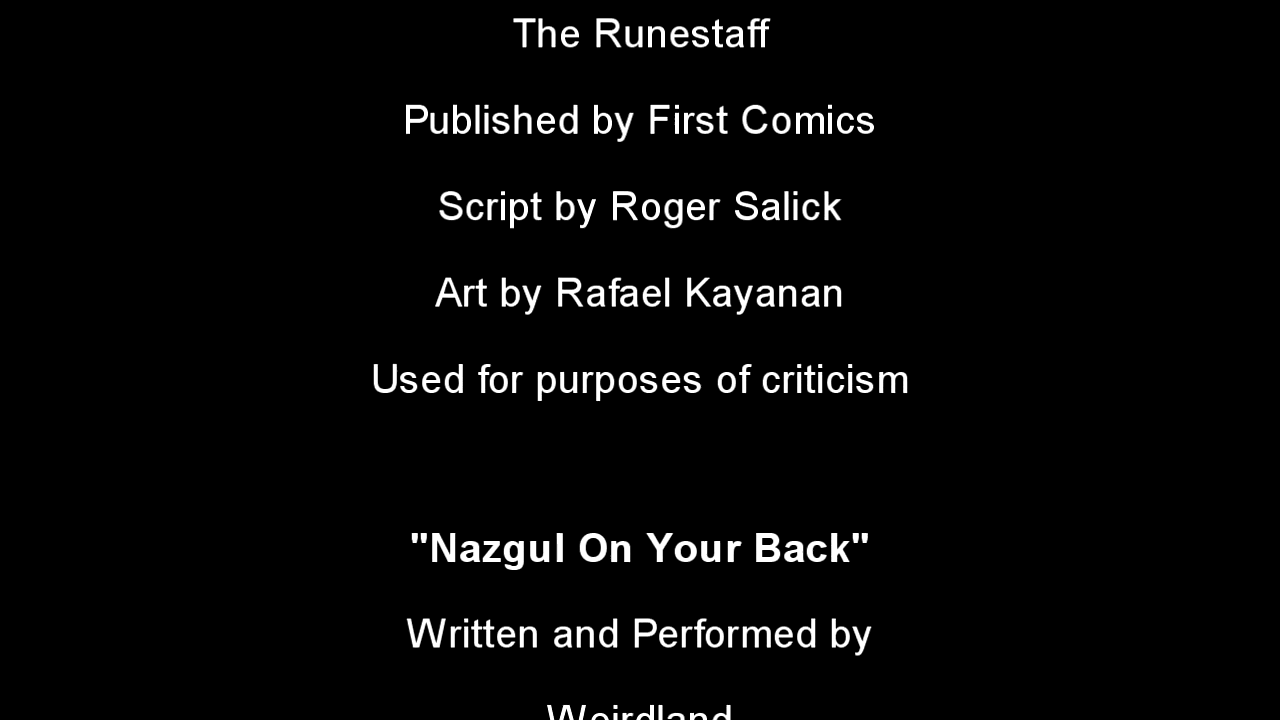 The Runestaff
Published by First Comics
Script by Roger Salick
Art by Rafael Kayanan
Used for purposes of criticism
"Nazgul On Your Back"
Written and Performed by
Weirdland